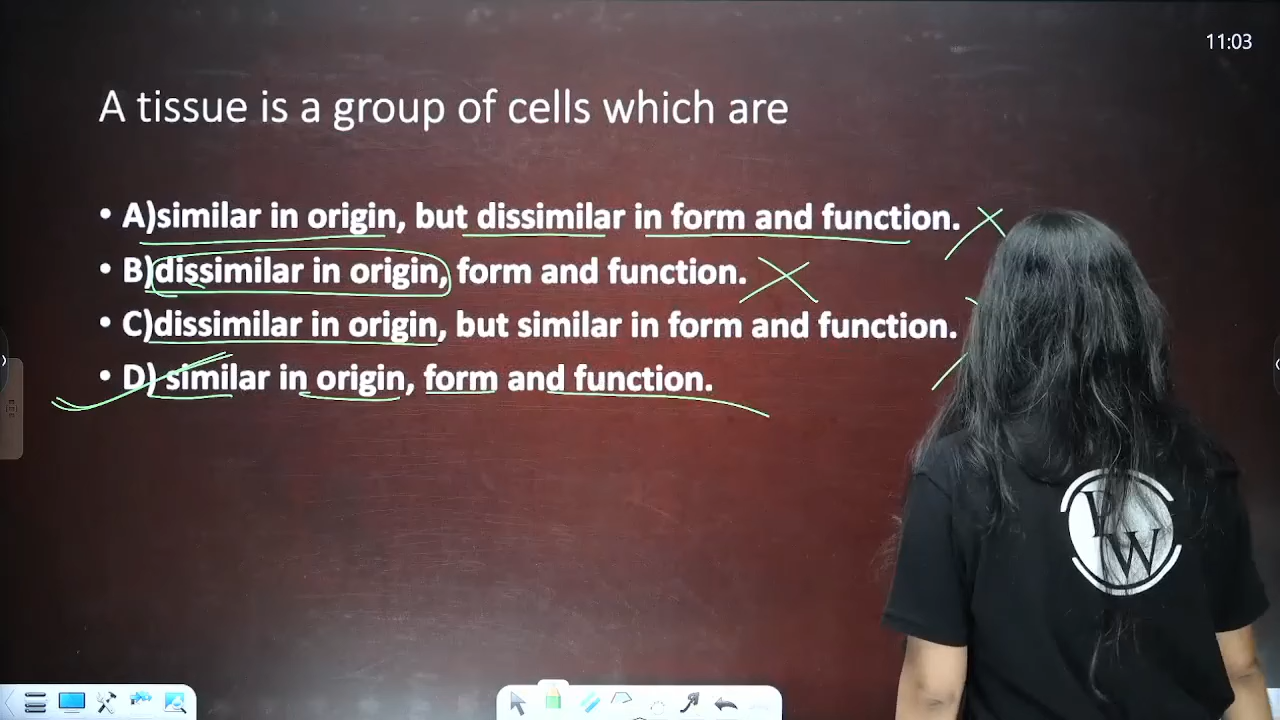 11:03
A tissue is a group of cells which are
• A)similar in origin, but dissimilar in form and function.
• B)dissimilar in origin, form and function.
• C)dissimilar in origin, but similar in form and function.
• D) similar in origin, form and function.
P
W